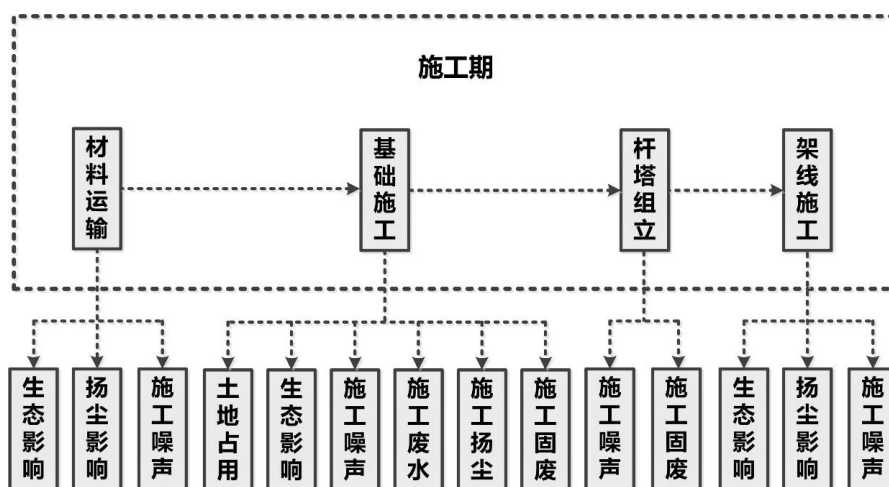 施工期
材料运输
基础施工
杆塔组立
架线施工
生态影响
扬尘影响
施工噪声
土地占用
生态影响
施工噪声
施工废水
施工扬尘
施工固废
施工噪声
施工固废
生态影响
扬尘影响
施工噪声